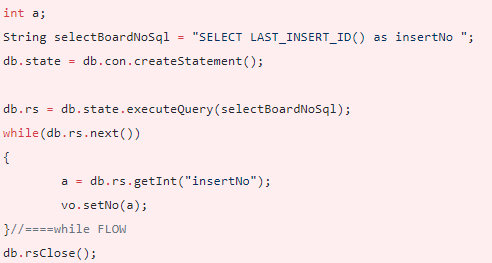 int a;
String selectBoardNoSql = "SELECT LAST_INSERT_ID() as insertNo ";
db.state = db.con.createStatement();

db.rs = db.state.executeQuery(selectBoardNoSql);
while(db.rs.next())
{
        a = db.rs.getInt("insertNo");
        vo.setNo(a);
}//====while FLOW
db.rsClose();